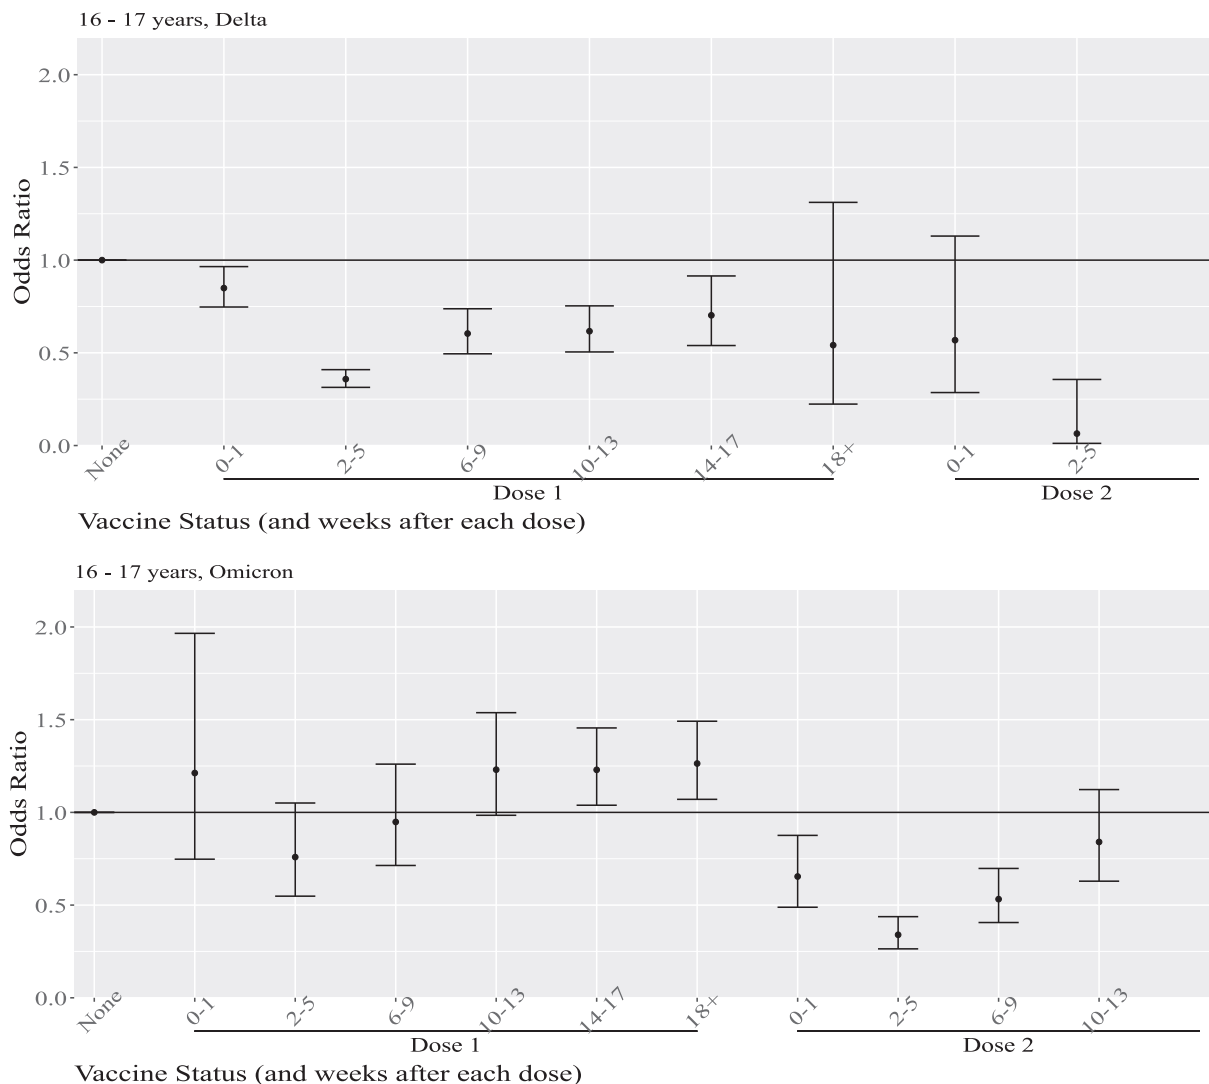 16 - 17 years, Delta
Odds Ratio
2.0
1.5
1.0
0.5
0.0
None 0-1 2-5 6-9 10-13 14-17 18+ 0-1 2-5
Dose 1 Dose 2
Vaccine Status (and weeks after each dose)
16 - 17 years, Omicron
Odds Ratio
2.0
1.5
1.0
0.5
0.0
None 0-1 2-5 6-9 10-13 14-17 18+ 0-1 2-5 6-9 10-13
Dose 1 Dose 2
Vaccine Status (and weeks after each dose)